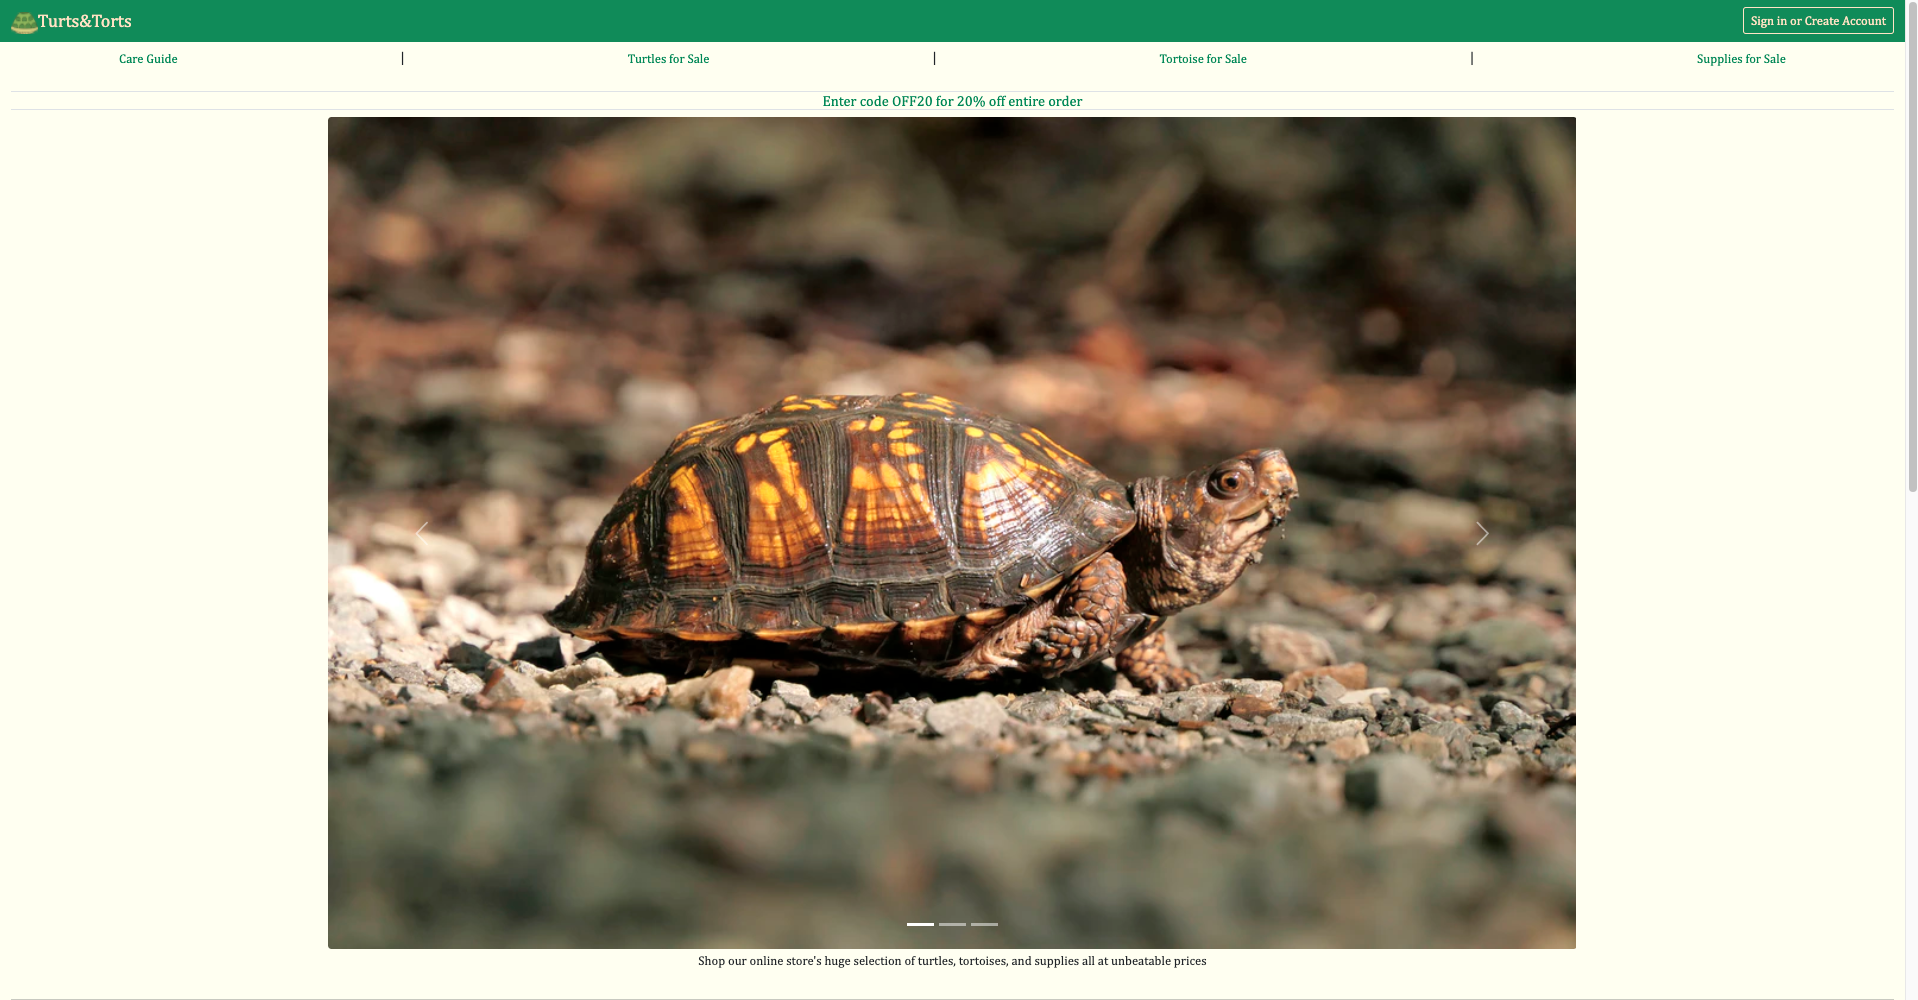 Turts&Torts
Sign in or Create Account
Care Guide | Turtles for Sale | Tortoise for Sale | Supplies for Sale
Enter code OFF20 for 20% off entire order
Shop our online store's huge selection of turtles, tortoises, and supplies all at unbeatable prices